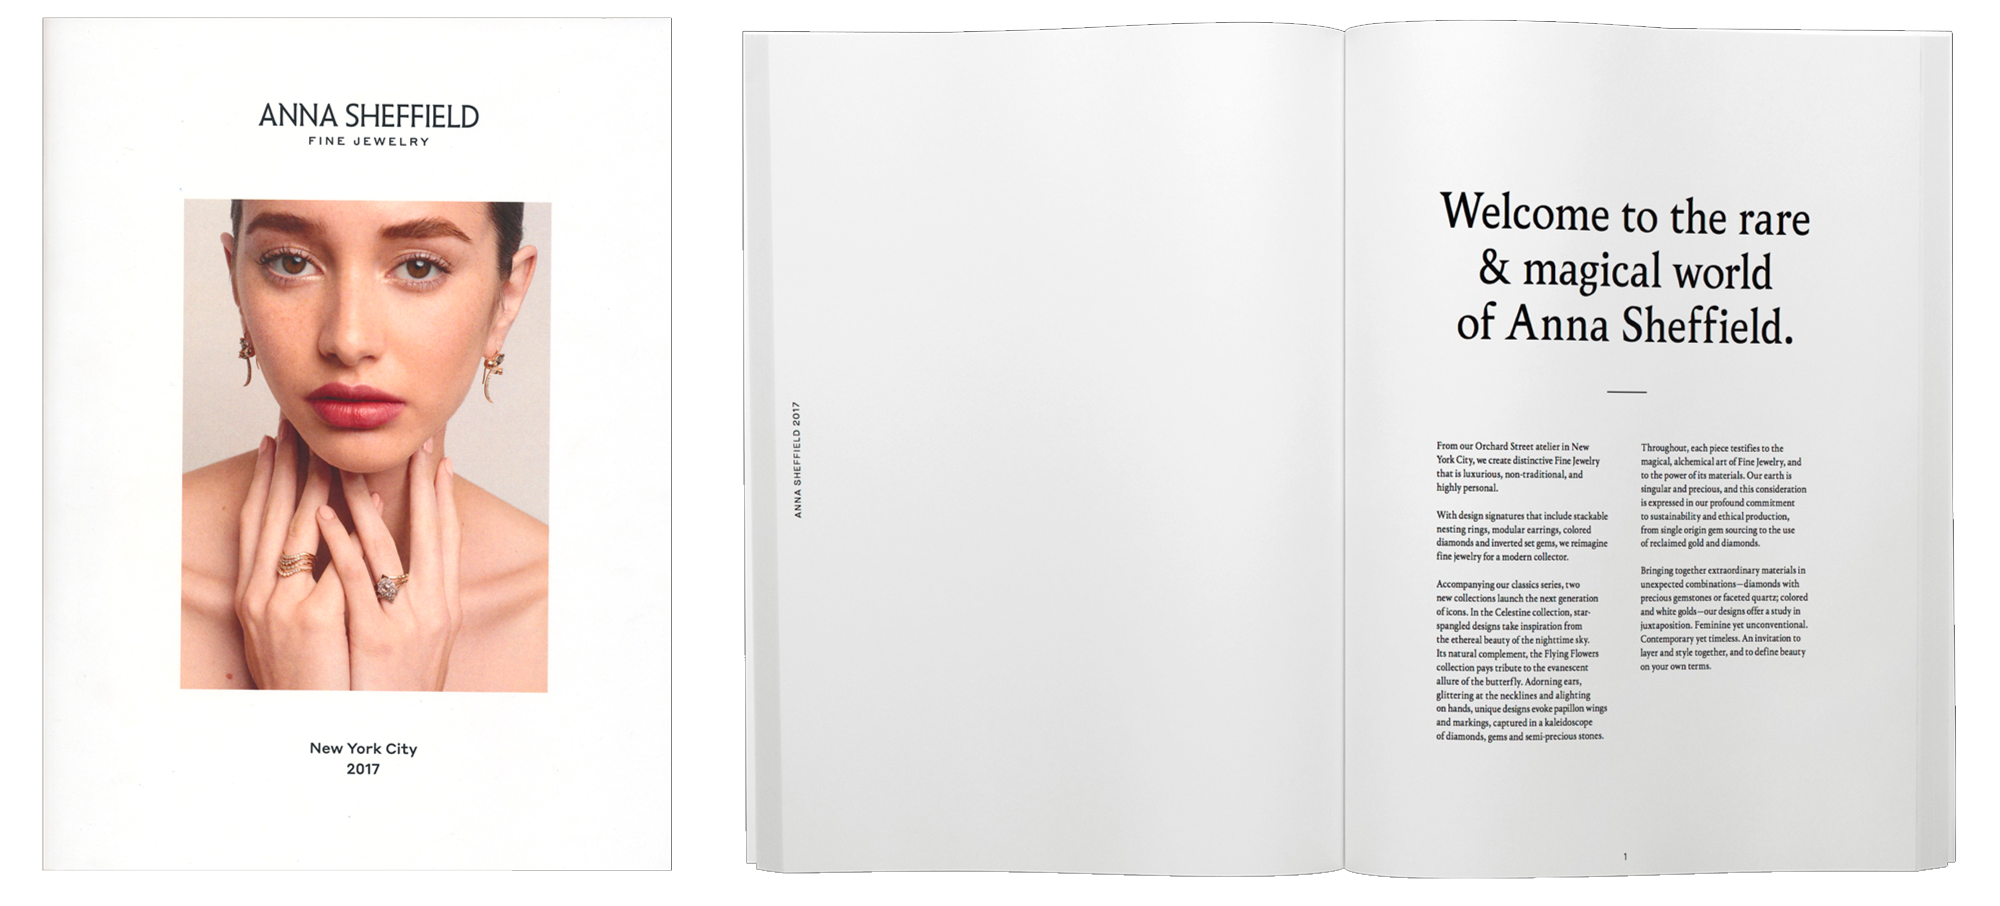 ANNA SHEFFIELD
FINE JEWELRY
New York City
2017
ANNA SHEFFIELD 2017
Welcome to the rare
& magical world
of Anna Sheffield.
From our Orchard Street atelier in New
York City, we create distinctive Fine Jewelry
that is luxurious, non-traditional, and
highly personal.
With design signatures that include stackable
nesting rings, modular earrings, colored
diamonds and inverted set gems, we reimagine
fine jewelry for a modern collector.
Accompanying our classics series, two
new collections launch the next generation
of icons. In the Celestine collection, star-
spangled designs take inspiration from
the ethereal beauty of the nighttime sky.
Its natural complement, the Flying Flowers
collection pays tribute to the evanescent
allure of the butterfly. Adorning ears,
glittering at the necklines and alighting
on hands, unique designs evoke papillon wings
and markings, captured in a kaleidoscope
of diamonds, gems and semi-precious stones.
Throughout, each piece testifies to the
magical, alchemical art of Fine Jewelry, and
to the power of its materials. Our earth is
singular and precious, and this consideration
is expressed in our profound commitment
to sustainability and ethical production,
from single origin gem sourcing to the use
of reclaimed gold and diamonds.
Bringing together extraordinary materials in
unexpected combinations—diamonds with
precious gemstones or faceted quartz; colored
and white golds—our designs offer a study in
juxtaposition. Feminine yet unconventional.
Contemporary yet timeless. An invitation to
layer and style together, and to define beauty
on your own terms.
1